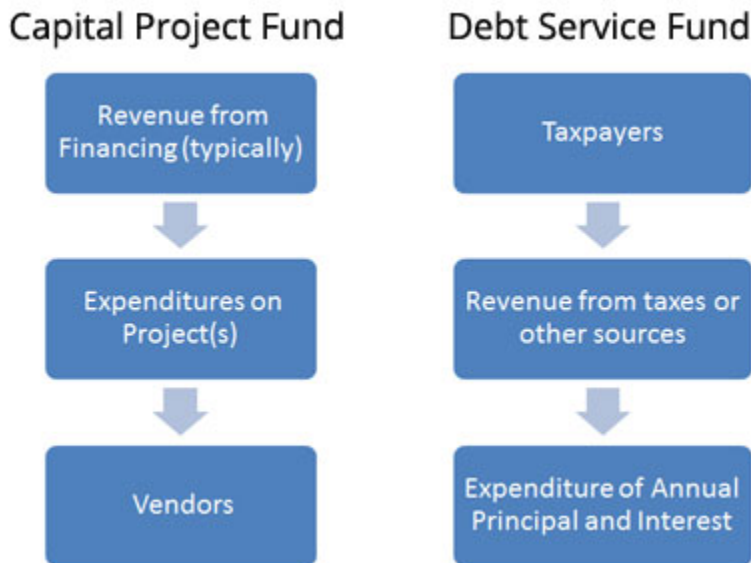 Capital Project Fund
Revenue from
Financing (typically)
Expenditures on
Project(s)
Vendors
Debt Service Fund
Taxpayers
Revenue from taxes or
other sources
Expenditure of Annual
Principal and Interest